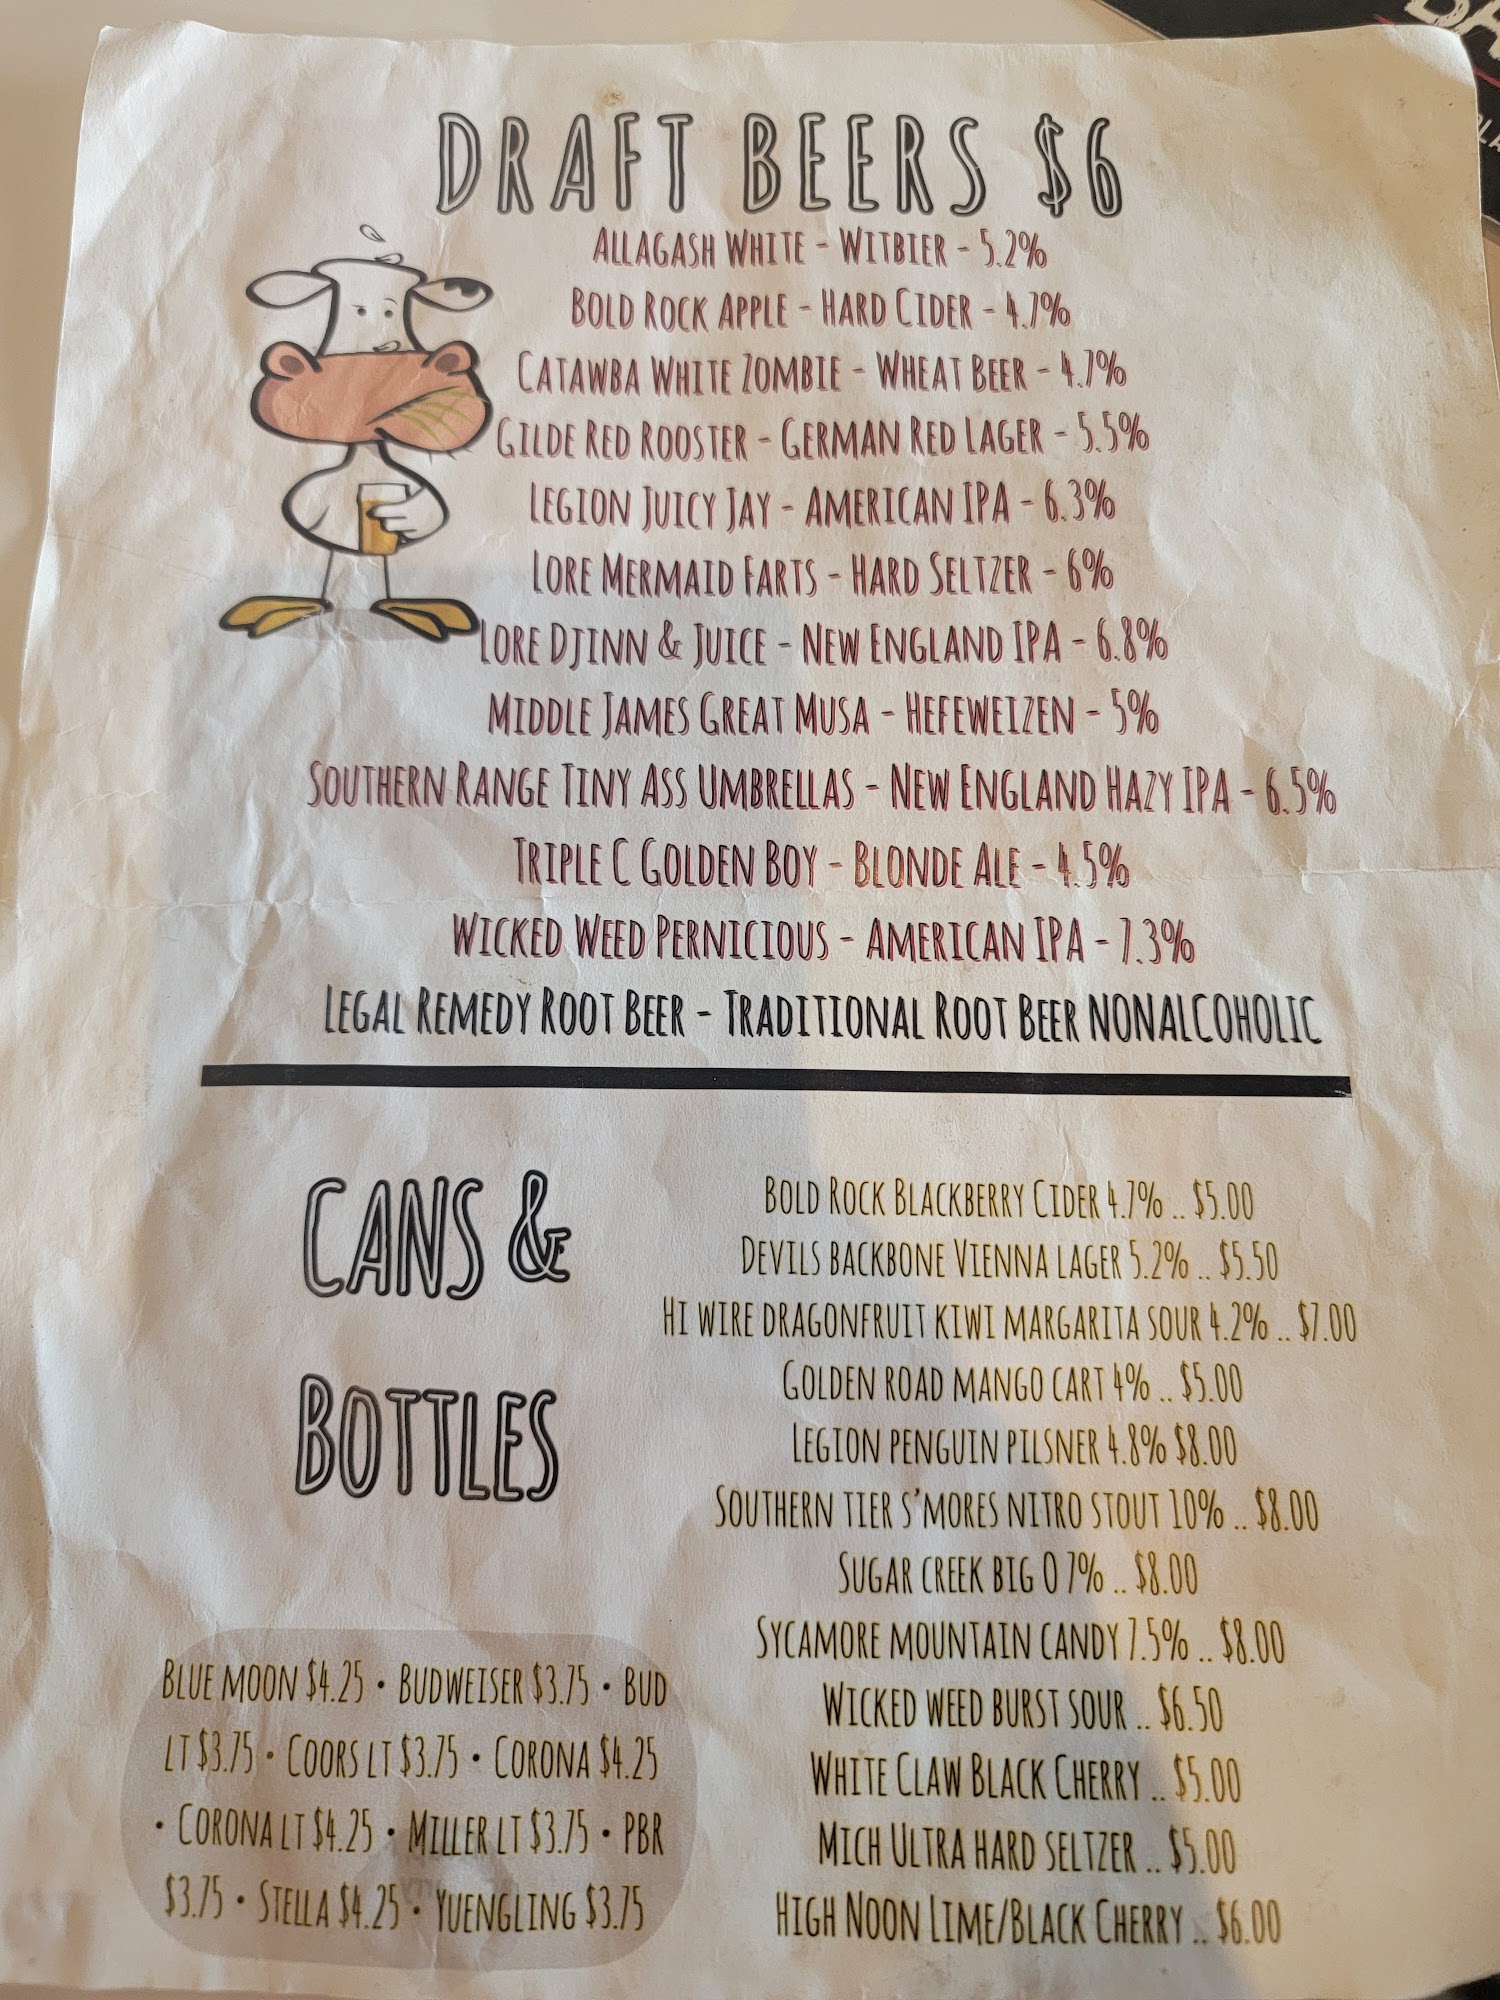 DRAFT BEERS $6
ALLAGASH WHITE - WITBIER - 5.2%
BOLD ROCK APPLE - HARD CIDER - 4.7%
CATAWBA WHITE ZOMBIE - WHEAT BEER - 4.7%
GILDE RED ROOSTER - GERMAN RED LAGER - 5.5%
LEGION JUICY JAY - AMERICAN IPA - 6.3%
LORE MERMAID FARTS - HARD SELTZER - 6%
LORE DJINN & JUICE - NEW ENGLAND IPA - 6.8%
MIDDLE JAMES GREAT MUSA - HEFEWEIZEN - 5%
SOUTHERN RANGE TINY ASS UMBRELLAS - NEW ENGLAND HAZY IPA - 6.5%
TRIPLE C GOLDEN BOY - BLONDE ALE - 4.5%
WICKED WEED PERNICIOUS - AMERICAN IPA - 7.3%
LEGAL REMEDY ROOT BEER - TRADITIONAL ROOT BEER NONALCOHOLIC
CANS &
BOTTLES
BLUE MOON $4.25 • BUDWEISER $3.75 • BUD
LT $3.75 • COORS LT $3.75 • CORONA $4.25
• CORONA LT $4.25 • MILLER LT $3.75 • PBR
$3.75 • STELLA $4.25 • YUENGLING $3.75
BOLD ROCK BLACKBERRY CIDER 4.7% .. $5.00
DEVILS BACKBONE VIENNA LAGER 5.2% .. $5.50
HI WIRE DRAGONFRUIT KIWI MARGARITA SOUR 4.2% .. $7.00
GOLDEN ROAD MANGO CART 4% .. $5.00
LEGION PENGUIN PILSNER 4.8% $8.00
SOUTHERN TIER S'MORES NITRO STOUT 10% .. $8.00
SUGAR CREEK BIG O 7% .. $8.00
SYCAMORE MOUNTAIN CANDY 7.5% .. $8.00
WICKED WEED BURST SOUR .. $6.50
WHITE CLAW BLACK CHERRY .. $5.00
MICH ULTRA HARD SELTZER .. $5.00
HIGH NOON LIME/BLACK CHERRY .. $6.00